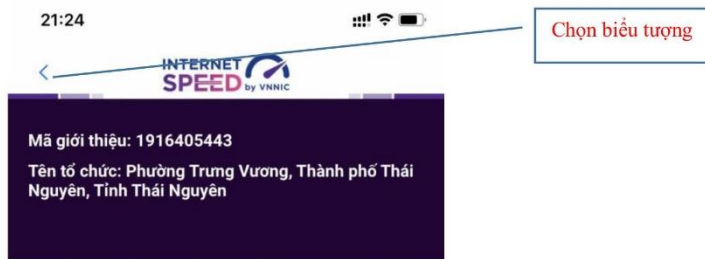 21:24
Chọn biểu tượng
INTERNET
SPEED by VNNIC
Mã giới thiệu: 1916405443
Tên tổ chức: Phường Trưng Vương, Thành phố Thái
Nguyên, Tỉnh Thái Nguyên